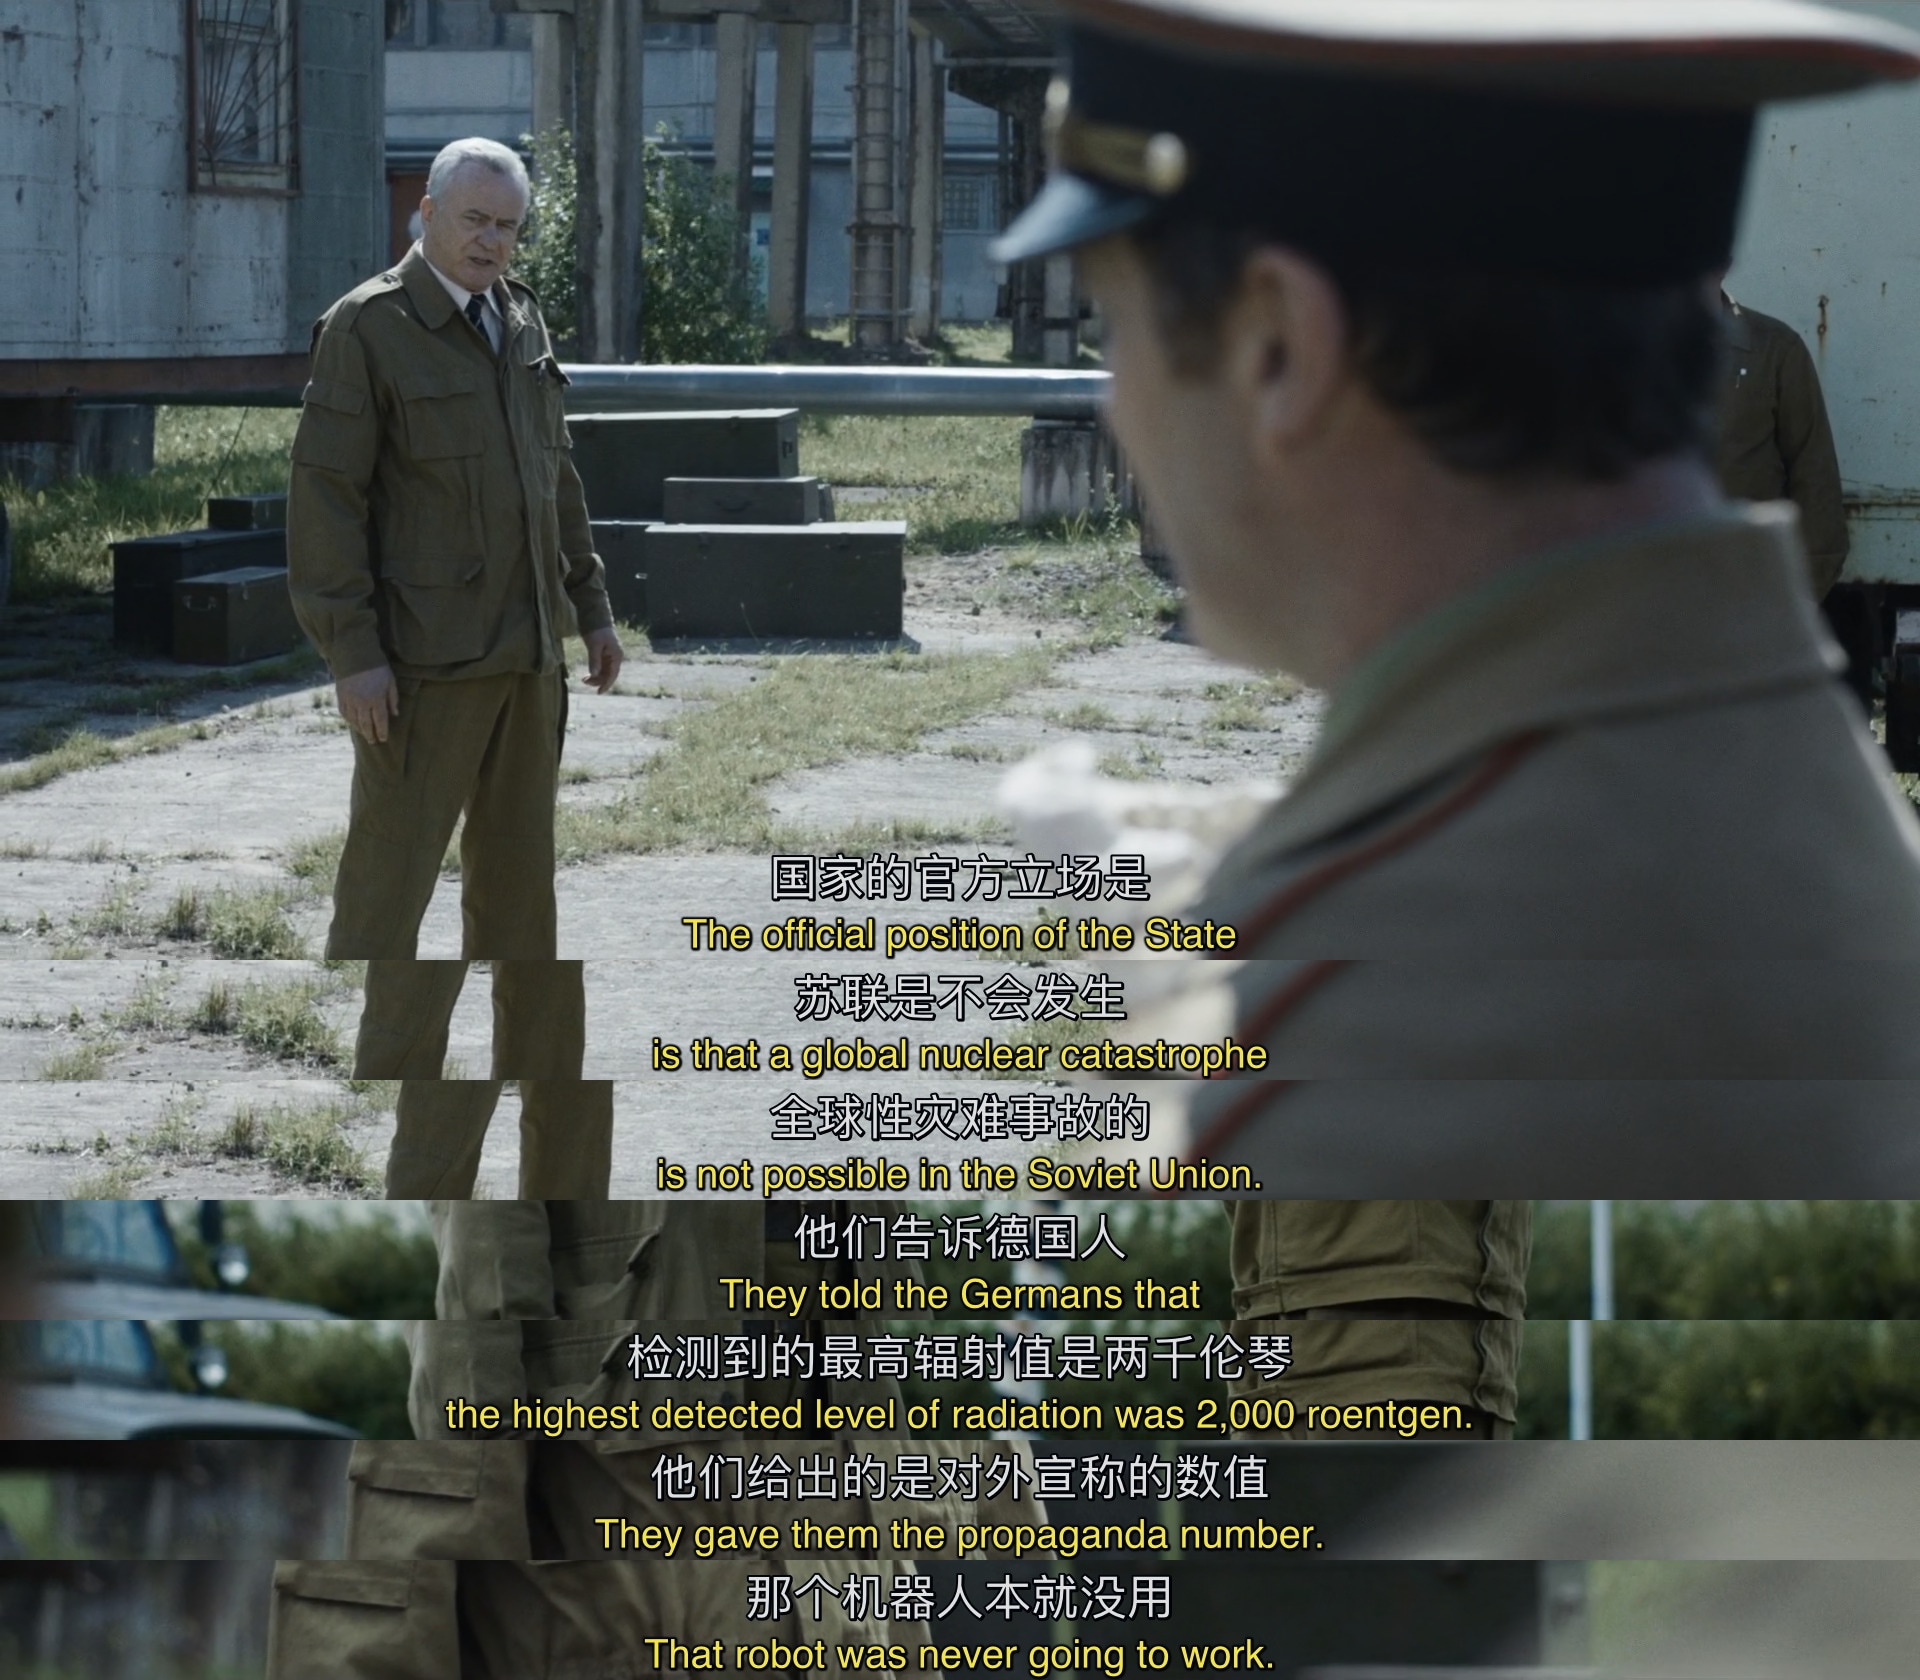 国家的官方立场是
The official position of the State
苏联是不会发生
is that a global nuclear catastrophe
全球性灾难事故的
is not possible in the Soviet Union.
他们告诉德国人
They told the Germans that
检测到的最高辐射值是两千伦琴
the highest detected level of radiation was 2,000 roentgen.
他们给出的是对外宣称的数值
They gave them the propaganda number.
那个机器人本就没用
That robot was never going to work.